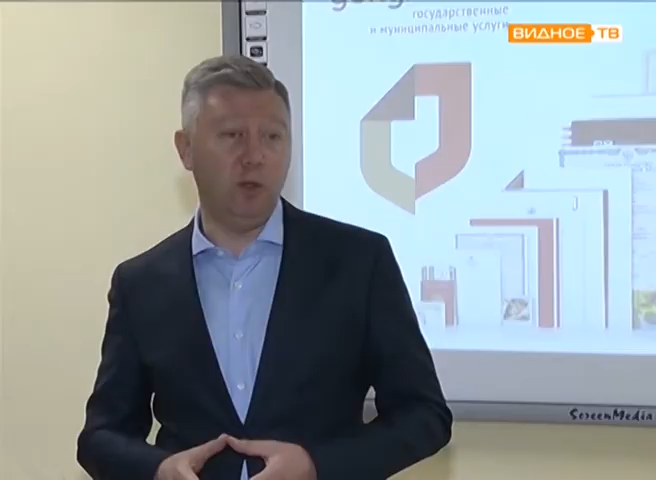 государственные
и муниципальные услуги
ВИДНОЕ ТВ
ScreenMedia